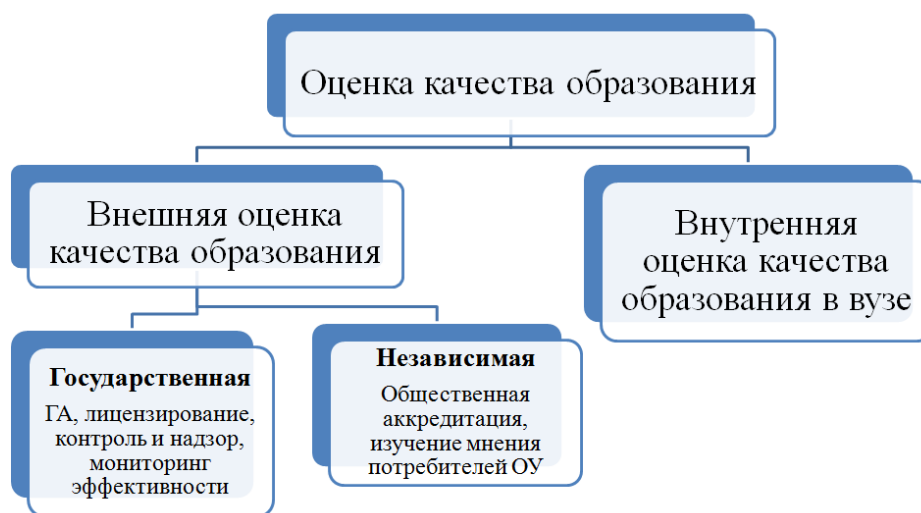 Оценка качества образования
Внешняя оценка
качества образования
Внутренняя
оценка качества
образования в вузе
Государственная
ГА, лицензирование,
контроль и надзор,
мониторинг
эффективности
Независимая
Общественная
аккредитация,
изучение мнения
потребителей ОУ